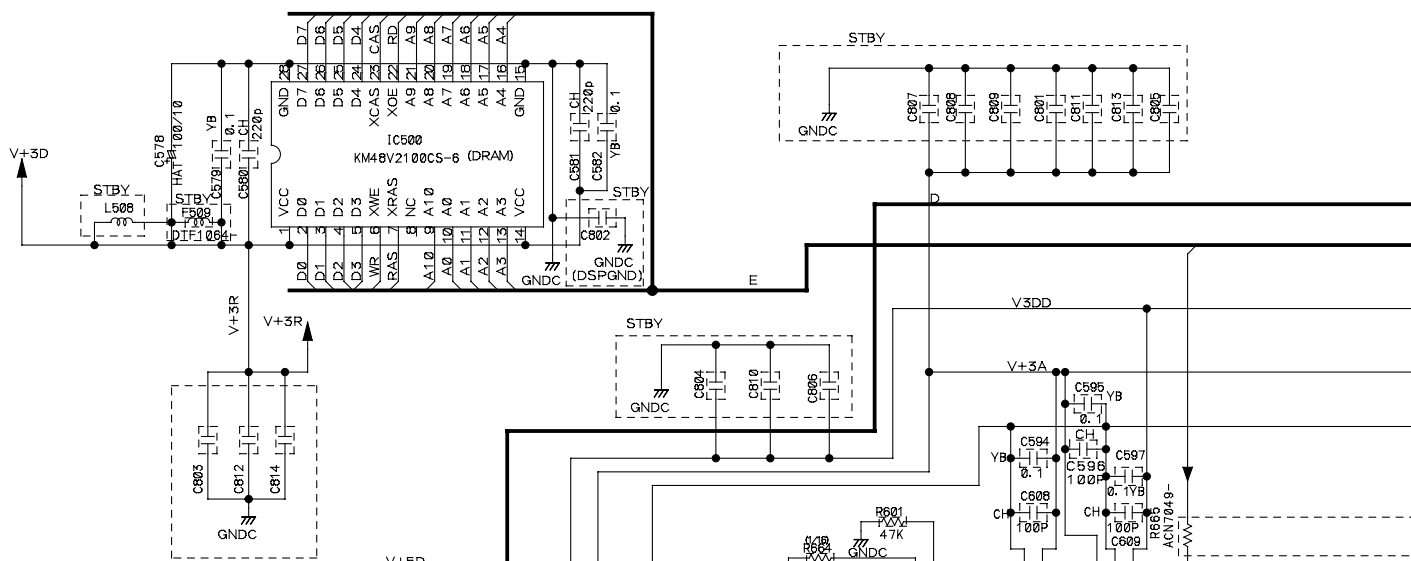 D7 D6 D5 D4 CAS RD A9 A8 A7 A6 A5 A4
28 27 26 25 24 23 22 21 20 19 18 17 16 15
GND D7 D6 D5 D4 XCAS XOE A9 A8 A7 A6 A5 A4 GND
IC500
KM48V2100CS-6 (DRAM)
VCC D0 D1 D2 D3 XWE XRAS NC A10 A0 A1 A2 A3 VCC
1 2 3 4 5 6 7 8 9 10 11 12 13 14
D0 D1 D2 D3 WR RAS A10 A0 A1 A2 A3
V+3D
C578
HAT 100/10
+
C579 YB 0.1
C580 CH 220p
STBY
L508
STBY
F509
DTF1064
C581 CH 220p
C582 YB 0.1
STBY
C802
GNDC
GNDC
(DSPGND)
STBY
GNDC
C807 C808 C809 C801 C811 C813 C805
D
E
V3DD
V+3R
V+3R
C803 C812 C814
GNDC
STBY
GNDC
C804 C810 C806
V+3A
C595
YB
0.1
CH
C596
100P
C594
YB
0.1
C597
0.1YB
C608
CH
100P
CH
100P
C609
R665
ACN7049-
R601
47K
GNDC
(1/16)
R664
V+5D